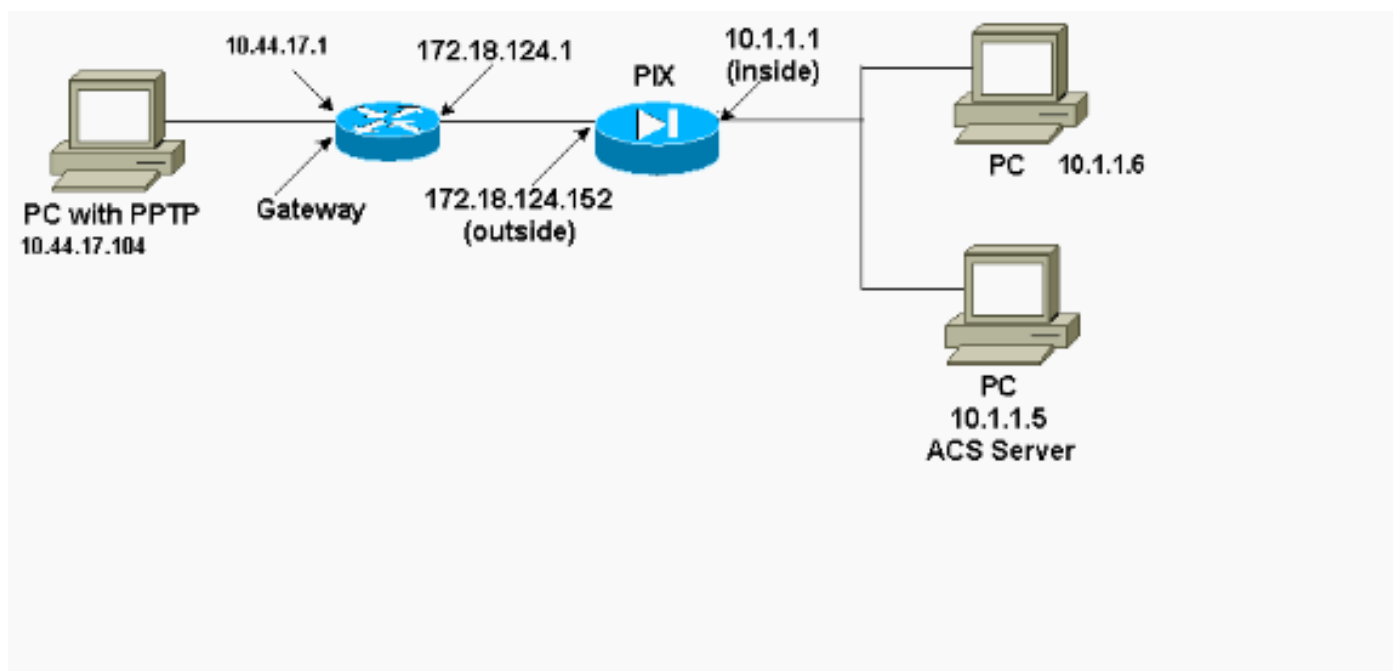 10.44.17.1
172.18.124.1
PIX
10.1.1.1
(inside)
PC with PPTP
10.44.17.104
Gateway
172.18.124.152
(outside)
PC 10.1.1.6
PC
10.1.1.5
ACS Server